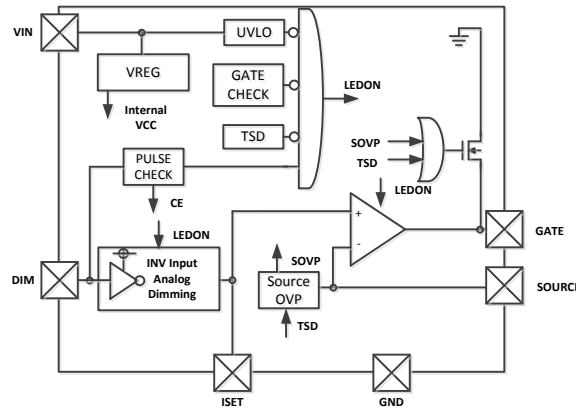 VIN
UVLO
VREG
GATE
CHECK
LEDON
Internal
VCC
TSD
SOVP
TSD
PULSE
CHECK
CE
LEDON
LEDON
+
-
GATE
DIM
INV Input
Analog
Dimming
SOVP
Source
OVP
SOURCE
TSD
ISET
GND